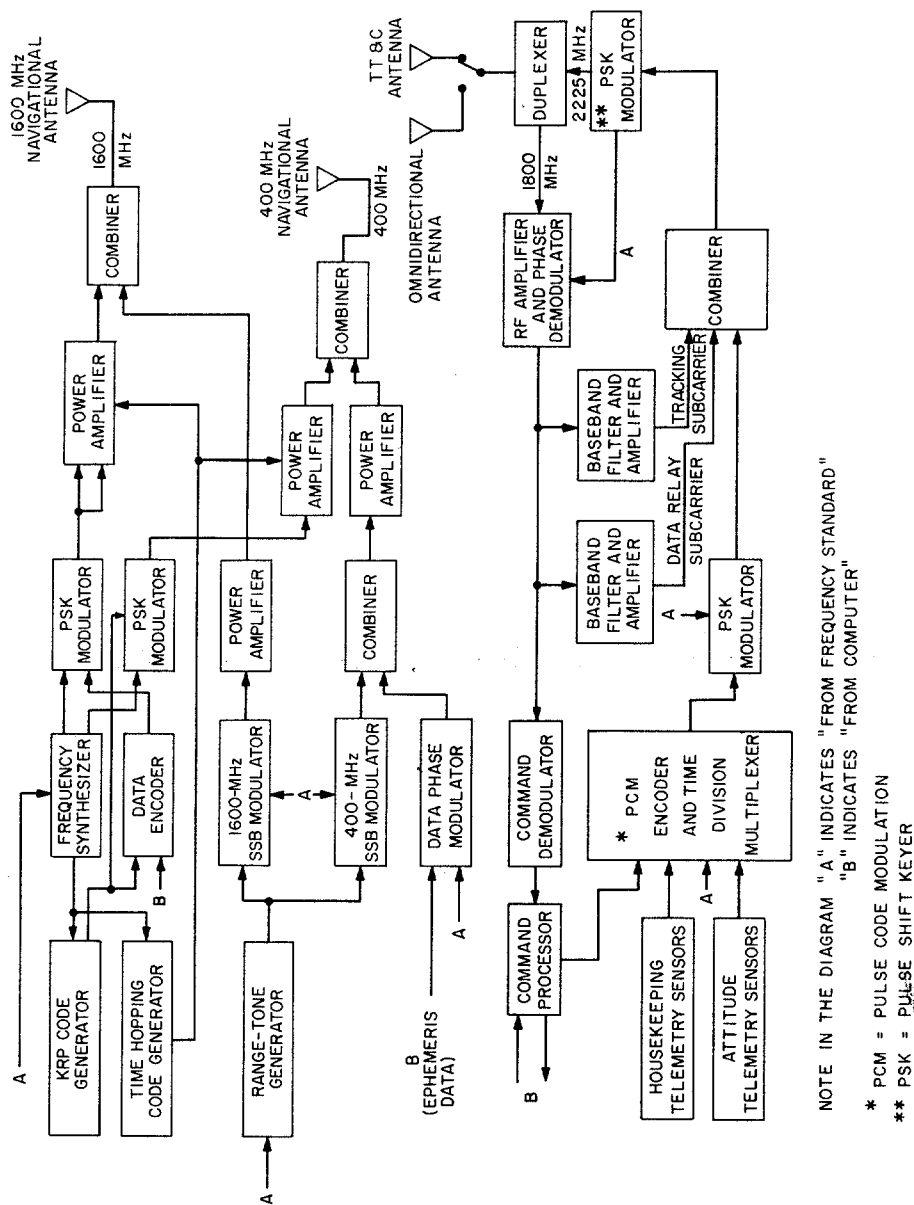 A
KRP CODE
GENERATOR
TIME HOPPING
CODE GENERATOR
FREQUENCY
SYNTHESIZER
DATA
ENCODER
B
PSK
MODULATOR
PSK
MODULATOR
POWER
AMPLIFIER
COMBINER
1600
MHz
1600 MHz
NAVIGATIONAL
ANTENNA
A
RANGE-TONE
GENERATOR
1600-MHz
SSB MODULATOR
A
400-MHz
SSB MODULATOR
POWER
AMPLIFIER
COMBINER
POWER
AMPLIFIER
POWER
AMPLIFIER
COMBINER
400 MHz
400 MHz
NAVIGATIONAL
ANTENNA
B
(EPHEMERIS
DATA)
A
DATA PHASE
MODULATOR
OMNIDIRECTIONAL
ANTENNA
TT&C
ANTENNA
DUPLEXER
2225 MHz
** PSK
MODULATOR
1800
MHz
RF AMPLIFIER
AND PHASE
DEMODULATOR
A
B
COMMAND
PROCESSOR
COMMAND
DEMODULATOR
BASEBAND
FILTER AND
AMPLIFIER
BASEBAND
FILTER AND
AMPLIFIER
TRACKING
SUBCARRIER
DATA RELAY
SUBCARRIER
COMBINER
A
PSK
MODULATOR
HOUSEKEEPING
TELEMETRY SENSORS
A
ATTITUDE
TELEMETRY SENSORS
* PCM
ENCODER
AND TIME
DIVISION
MULTIPLEXER
NOTE IN THE DIAGRAM "A" INDICATES "FROM FREQUENCY STANDARD"
"B" INDICATES "FROM COMPUTER"
* PCM = PULSE CODE MODULATION
** PSK = PULSE SHIFT KEYER